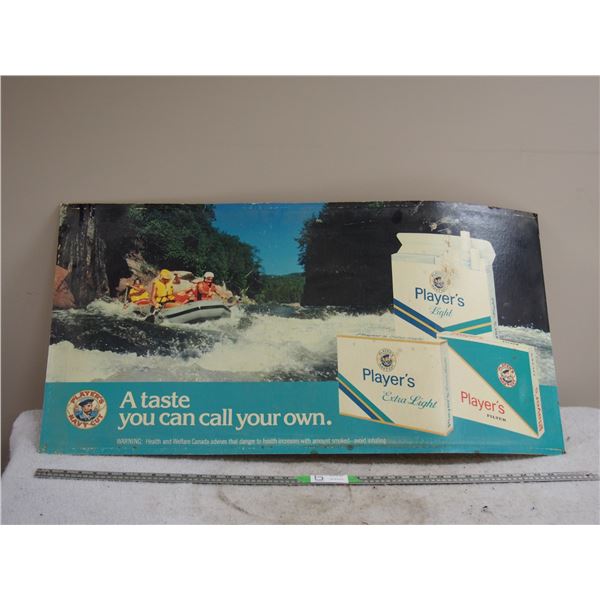 Player's
Light
Player's
Extra Light
Player's
FILTER
PLAYER'S
NAVY CUT
A taste
you can call your own.
WARNING: Health and Welfare Canada advises that danger to health increases with amount smoked—avoid inhaling.